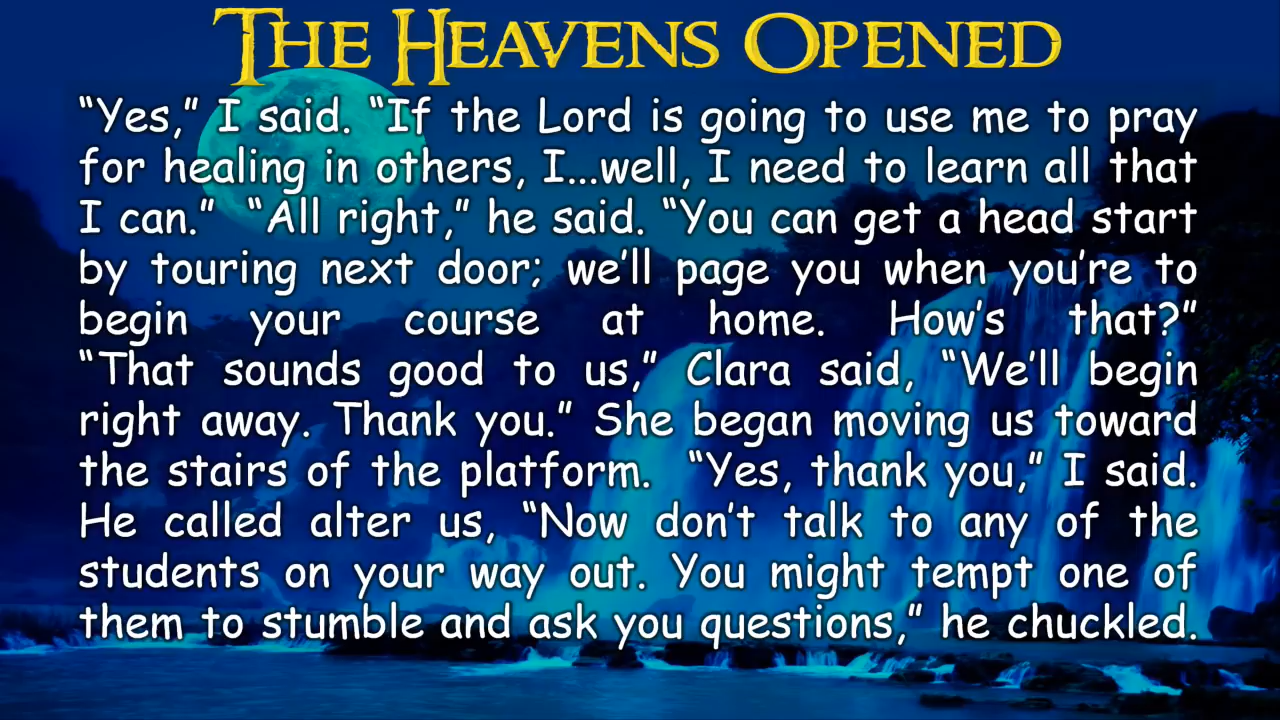 THE HEAVENS OPENED
“Yes,” I said. “If the Lord is going to use me to pray
for healing in others, I...well, I need to learn all that
I can.” “All right,” he said. “You can get a head start
by touring next door; we’ll page you when you’re to
begin your course at home. How’s that?”
“That sounds good to us,” Clara said, “We’ll begin
right away. Thank you.” She began moving us toward
the stairs of the platform. “Yes, thank you,” I said.
He called alter us, “Now don’t talk to any of the
students on your way out. You might tempt one of
them to stumble and ask you questions,” he chuckled.